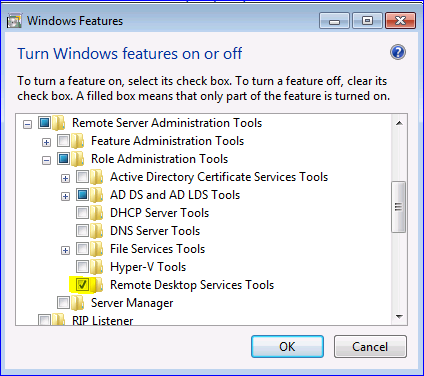 Windows Features
Turn Windows features on or off
To turn a feature on, select its check box. To turn a feature off, clear its
check box. A filled box means that only part of the feature is turned on.
Remote Server Administration Tools
Feature Administration Tools
Role Administration Tools
Active Directory Certificate Services Tools
AD DS and AD LDS Tools
DHCP Server Tools
DNS Server Tools
File Services Tools
Hyper-V Tools
Remote Desktop Services Tools
Server Manager
RIP Listener
OK Cancel